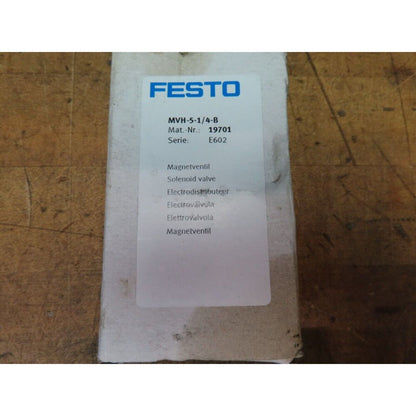 FESTO
MVH-5-1/4-B
Mat.-Nr.: 19701
Serie: E602
Magnetventil
Solenoid valve
Electrodistributeur
Electroválvula
Elettrovalvola
Magnetventil